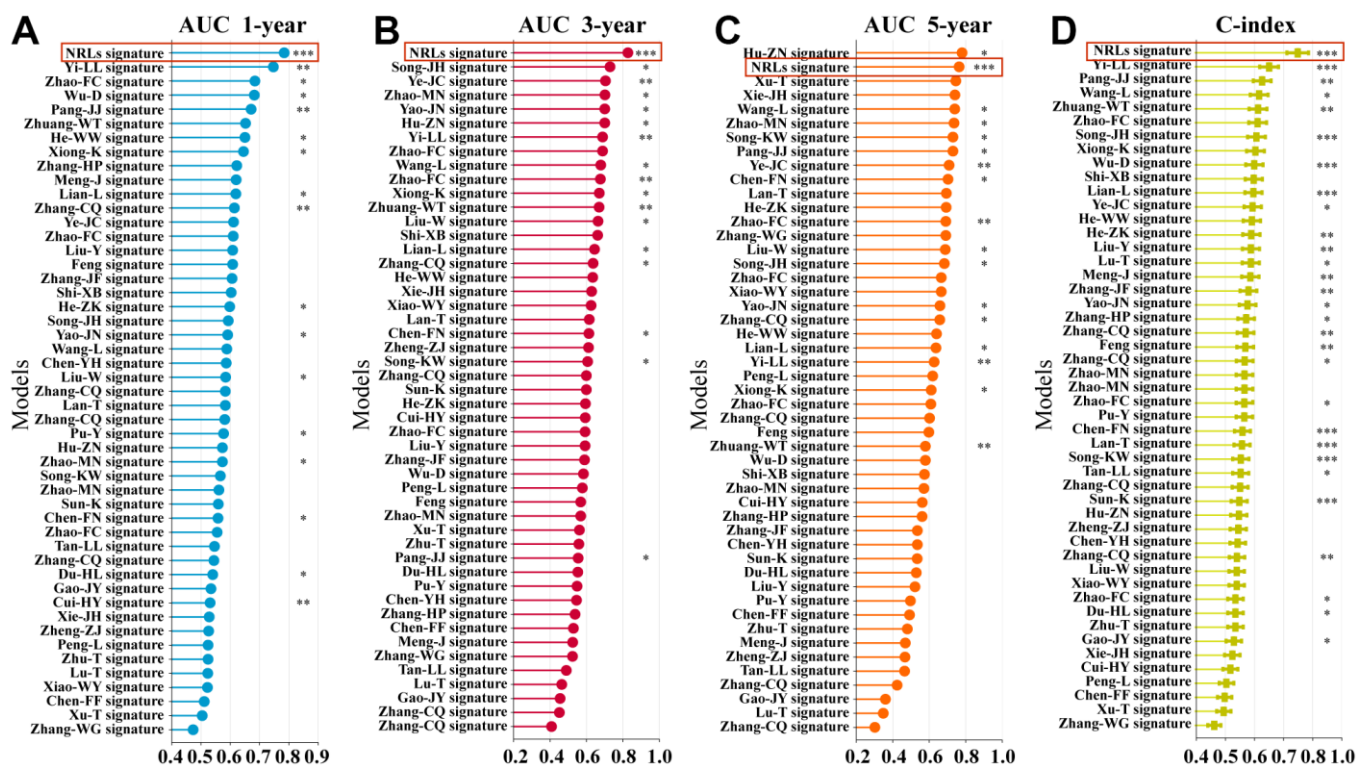 A
AUC 1-year
Models
NRLs signature ***
Yi-LL signature **
Zhao-FC signature *
Wu-D signature *
Pang-JJ signature **
Zhuang-WT signature
He-WW signature *
Xiong-K signature *
Zhang-HP signature
Meng-J signature
Lian-L signature *
Zhang-CQ signature **
Ye-JC signature
Zhao-FC signature
Liu-Y signature
Feng signature
Zhang-JF signature
Shi-XB signature
He-ZK signature *
Song-JH signature
Yao-JN signature *
Wang-L signature
Chen-YH signature
Liu-W signature *
Zhang-CQ signature
Lan-T signature
Zhang-CQ signature
Pu-Y signature *
Hu-ZN signature
Zhao-MN signature *
Song-KW signature
Zhao-MN signature
Sun-K signature
Chen-FN signature *
Zhao-FC signature
Tan-LL signature
Zhang-CQ signature
Du-HL signature *
Gao-JY signature
Cui-HY signature **
Xie-JH signature
Zheng-ZJ signature
Peng-L signature
Zhu-T signature
Lu-T signature
Xiao-WY signature
Chen-FF signature
Xu-T signature
Zhang-WG signature
0.4 0.5 0.6 0.7 0.8 0.9
B
AUC 3-year
Models
NRLs signature ***
Song-JH signature *
Ye-JC signature **
Zhao-MN signature *
Yao-JN signature *
Hu-ZN signature *
Yi-LL signature **
Zhao-FC signature
Wang-L signature *
Zhao-FC signature **
Xiong-K signature *
Zhuang-WT signature **
Liu-W signature *
Shi-XB signature
Lian-L signature *
Zhang-CQ signature *
He-WW signature
Xie-JH signature
Xiao-WY signature
Lan-T signature
Chen-FN signature *
Zheng-ZJ signature
Song-KW signature *
Zhang-CQ signature
Sun-K signature
He-ZK signature
Cui-HY signature
Zhao-FC signature
Liu-Y signature
Zhang-JF signature
Wu-D signature
Peng-L signature
Feng signature
Zhao-MN signature
Xu-T signature
Zhu-T signature
Pang-JJ signature *
Du-HL signature
Pu-Y signature
Chen-YH signature
Zhang-HP signature
Chen-FF signature
Meng-J signature
Zhang-WG signature
Tan-LL signature
Lu-T signature
Gao-JY signature
Zhang-CQ signature
Zhang-CQ signature
0.2 0.4 0.6 0.8 1
C
AUC 5-year
Models
Hu-ZN signature *
NRLs signature ***
Xu-T signature
Xie-JH signature
Wang-L signature *
Zhao-MN signature *
Song-KW signature *
Pang-JJ signature *
Ye-JC signature **
Chen-FN signature *
Lan-T signature
He-ZK signature
Zhao-FC signature **
Zhang-WG signature
Liu-W signature *
Song-JH signature *
Zhao-FC signature
Xiao-WY signature
Yao-JN signature *
Zhang-CQ signature *
He-WW signature
Lian-L signature *
Yi-LL signature **
Peng-L signature
Xiong-K signature *
Zhao-FC signature
Zhang-CQ signature
Feng signature
Zhuang-WT signature **
Wu-D signature
Shi-XB signature
Zhao-MN signature
Cui-HY signature
Zhang-HP signature
Zhang-JF signature
Chen-YH signature
Sun-K signature
Du-HL signature
Liu-Y signature
Pu-Y signature
Chen-FF signature
Zhu-T signature
Meng-J signature
Zheng-ZJ signature
Tan-LL signature
Zhang-CQ signature
Gao-JY signature
Lu-T signature
Zhang-CQ signature
0.2 0.4 0.6 0.8 1
D
C-index
Models
NRLs signature ***
Yi-LL signature ***
Pang-JJ signature **
Wang-L signature *
Zhuang-WT signature **
Zhao-FC signature
Song-JH signature ***
Xiong-K signature
Wu-D signature ***
Shi-XB signature
Lian-L signature ***
Ye-JC signature *
He-WW signature
He-ZK signature **
Liu-Y signature **
Lu-T signature *
Meng-J signature **
Zhang-JF signature **
Yao-JN signature *
Zhang-HP signature *
Zhang-CQ signature **
Feng signature **
Zhang-CQ signature *
Zhao-MN signature
Zhao-MN signature
Zhao-FC signature *
Pu-Y signature
Chen-FN signature ***
Lan-T signature ***
Song-KW signature ***
Tan-LL signature *
Zhang-CQ signature
Sun-K signature ***
Hu-ZN signature
Zheng-ZJ signature
Chen-YH signature
Zhang-CQ signature **
Liu-W signature
Xiao-WY signature
Zhao-FC signature *
Du-HL signature *
Zhu-T signature
Gao-JY signature *
Xie-JH signature
Cui-HY signature
Peng-L signature
Chen-FF signature
Xu-T signature
Zhang-WG signature
0.4 0.6 0.7 0.8 1.0